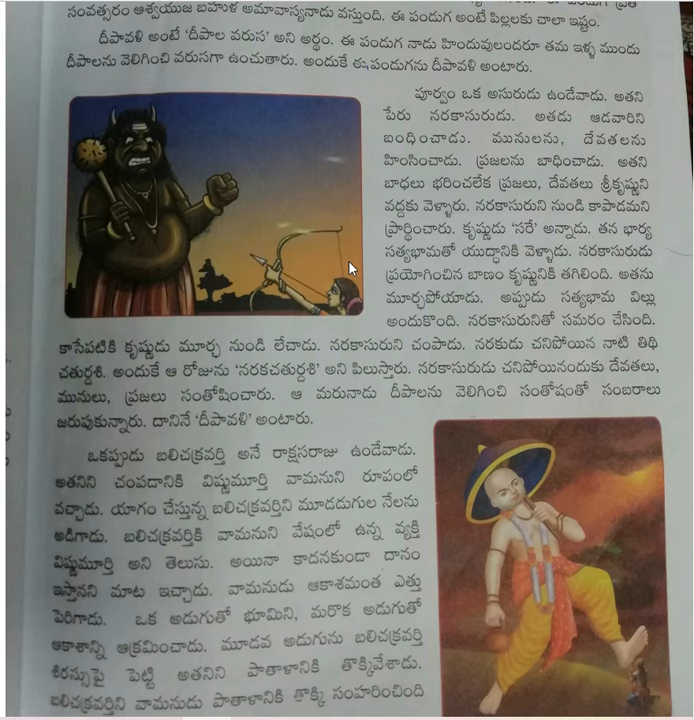 సంవత్సరం ఆశ్వయుజ బహుళ అమావాస్యనాడు వస్తుంది. ఈ పండుగ అంటే పిల్లలకు చాలా ఇష్టం.
దీపావళి అంటే ‘దీపాల వరుస’ అని అర్థం. ఈ పండుగ నాడు హిందువులందరూ తమ ఇళ్ళ ముందు
దీపాలను వెలిగించి వరుసగా ఉంచుతారు. అందుకే ఈ పండుగను దీపావళి అంటారు.
పూర్వం ఒక అసురుడు ఉండేవాడు. అతని
పేరు నరకాసురుడు. అతడు ఆడవారిని
బంధించాడు. మునులను, దేవతలను
హింసించాడు. ప్రజలను బాధించాడు. అతని
బాధలు భరించలేక ప్రజలు, దేవతలు శ్రీకృష్ణుని
వద్దకు వెళ్ళారు. నరకాసురుని నుండి కాపాడమని
ప్రార్థించారు. కృష్ణుడు ‘సరే’ అన్నాడు. తన భార్య
సత్యభామతో యుద్ధానికి వెళ్ళాడు. నరకాసురుడు
ప్రయోగించిన బాణం కృష్ణునికి తగిలింది. అతను
మూర్ఛపోయాడు. అప్పుడు సత్యభామ విల్లు
అందుకొంది. నరకాసురునితో సమరం చేసింది.
కాసేపటికి కృష్ణుడు మూర్ఛ నుండి లేచాడు. నరకాసురుని చంపాడు. నరకుడు చనిపోయిన నాటి తిథి
చతుర్దశి. అందుకే ఆ రోజును ‘నరకచతుర్దశి’ అని పిలుస్తారు. నరకాసురుడు చనిపోయినందుకు దేవతలు,
మునులు, ప్రజలు సంతోషించారు. ఆ మరునాడు దీపాలను వెలిగించి సంతోషంతో సంబరాలు
జరుపుకున్నారు. దానినే ‘దీపావళి’ అంటారు.
ఒకప్పుడు బలిచక్రవర్తి అనే రాక్షసరాజు ఉండేవాడు.
అతనిని చంపడానికి విష్ణుమూర్తి వామనుని రూపంలో
వచ్చాడు. యాగం చేస్తున్న బలిచక్రవర్తిని మూడడుగుల నేలను
అడిగాడు. బలిచక్రవర్తికి వామనుని వేషంలో ఉన్న వ్యక్తి
విష్ణుమూర్తి అని తెలుసు. అయినా కాదనకుండా దానం
ఇస్తానని మాట ఇచ్చాడు. వామనుడు ఆకాశమంత ఎత్తు
పెరిగాడు. ఒక అడుగుతో భూమిని, మరొక అడుగుతో
ఆకాశాన్ని ఆక్రమించాడు. మూడవ అడుగును బలిచక్రవర్తి
శిరస్సుపై పెట్టి అతనిని పాతాళానికి తొక్కివేశాడు.
బలిచక్రవర్తిని వామనుడు పాతాళానికి తొక్కి సంహరించింది